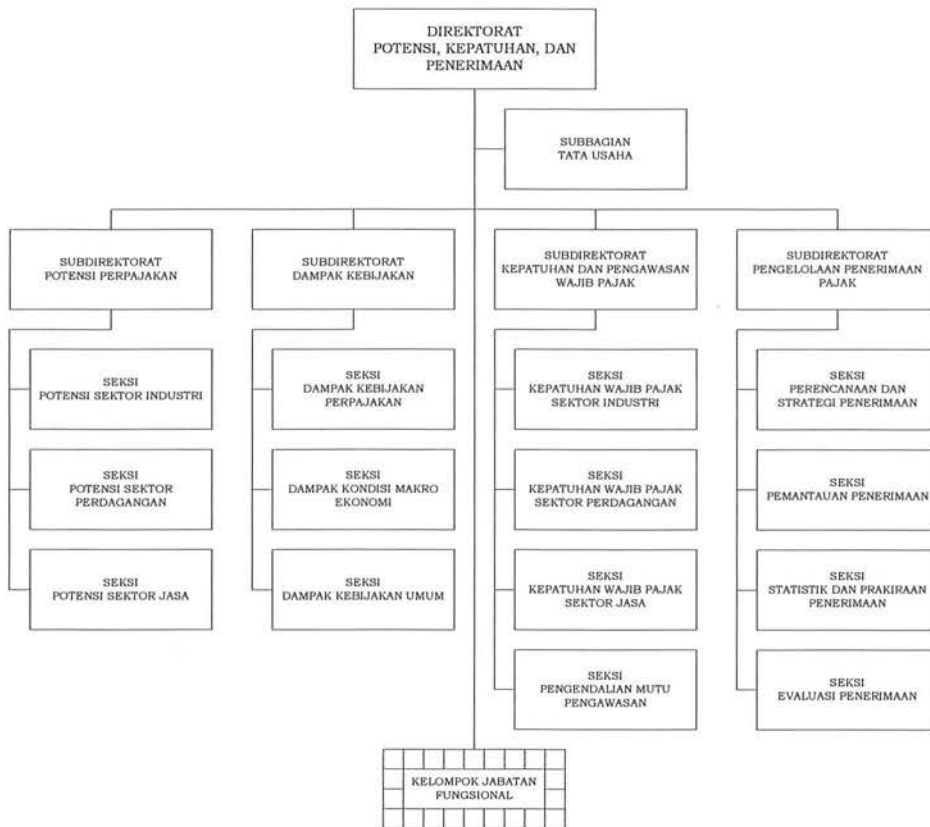 DIREKTORAT
POTENSI, KEPATUHAN, DAN
PENERIMAAN
SUBBAGIAN
TATA USAHA
SUBDIREKTORAT
POTENSI PERPAJAKAN
SUBDIREKTORAT
DAMPAK KEBIJAKAN
SUBDIREKTORAT
KEPATUHAN DAN PENGAWASAN
WAJIB PAJAK
SUBDIREKTORAT
PENGELOLAAN PENERIMAAN
PAJAK
SEKSI
POTENSI SEKTOR INDUSTRI
SEKSI
POTENSI SEKTOR
PERDAGANGAN
SEKSI
POTENSI SEKTOR JASA
SEKSI
DAMPAK KEBIJAKAN
PERPAJAKAN
SEKSI
DAMPAK KONDISI MAKRO
EKONOMI
SEKSI
DAMPAK KEBIJAKAN UMUM
SEKSI
KEPATUHAN WAJIB PAJAK
SEKTOR INDUSTRI
SEKSI
KEPATUHAN WAJIB PAJAK
SEKTOR PERDAGANGAN
SEKSI
KEPATUHAN WAJIB PAJAK
SEKTOR JASA
SEKSI
PENGENDALIAN MUTU
PENGAWASAN
SEKSI
PERENCANAAN DAN
STRATEGI PENERIMAAN
SEKSI
PEMANTAUAN PENERIMAAN
SEKSI
STATISTIK DAN PRAKIRAAN
PENERIMAAN
SEKSI
EVALUASI PENERIMAAN
KELOMPOK JABATAN
FUNGSIONAL